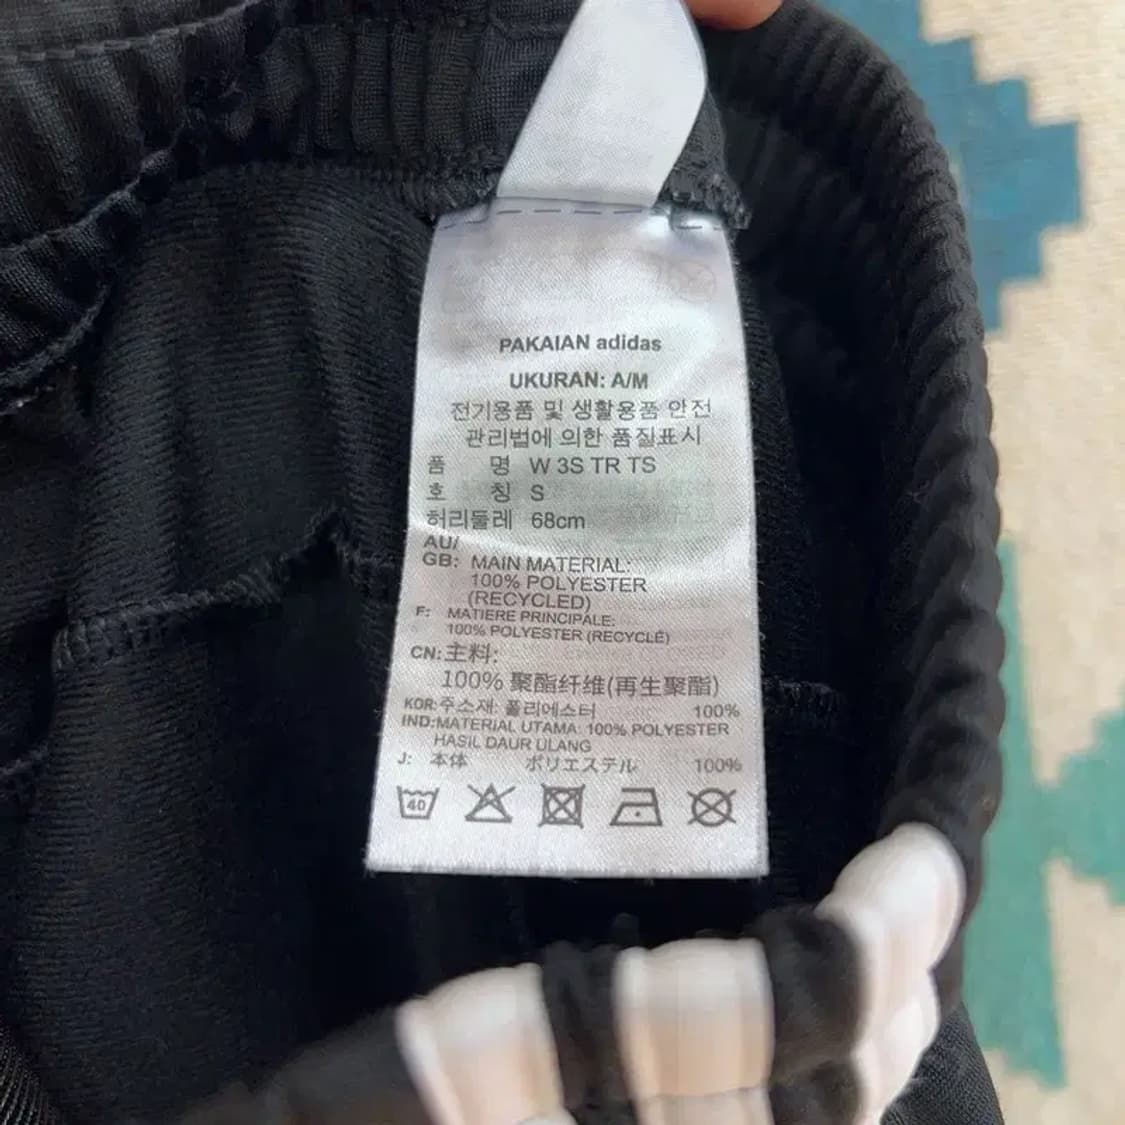 PAKAIAN adidas
UKURAN: A/M
전기용품 및 생활용품 안전
관리법에 의한 품질표시
품 명 W 3S TR TS
호 칭 S
허리둘레 68cm
AU/
GB: MAIN MATERIAL:
100% POLYESTER
(RECYCLED)
F: MATIERE PRINCIPALE:
100% POLYESTER (RECYCLÉ)
CN: 主料:
100% 聚酯纤维(再生聚酯)
KOR: 주소재: 폴리에스터 100%
IND: MATERIAL UTAMA: 100% POLYESTER
HASIL DAUR ULANG
J: 本体 ポリエステル 100%
40